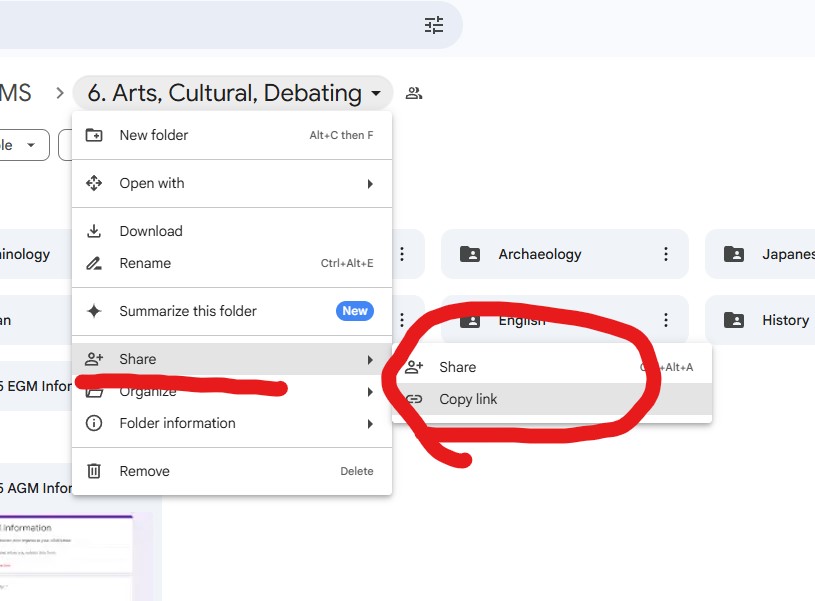 MS > 6. Arts, Cultural, Debating
le
New folder Alt+C then F
Open with
Download
Rename Ctrl+Alt+E
Summarize this folder New
Share
Organize
Folder information
Remove Delete
Share Alt+A
Copy link
inology
Archaeology
Japanes
an
English
History
5 EGM Infor
5 AGM Infor
Information